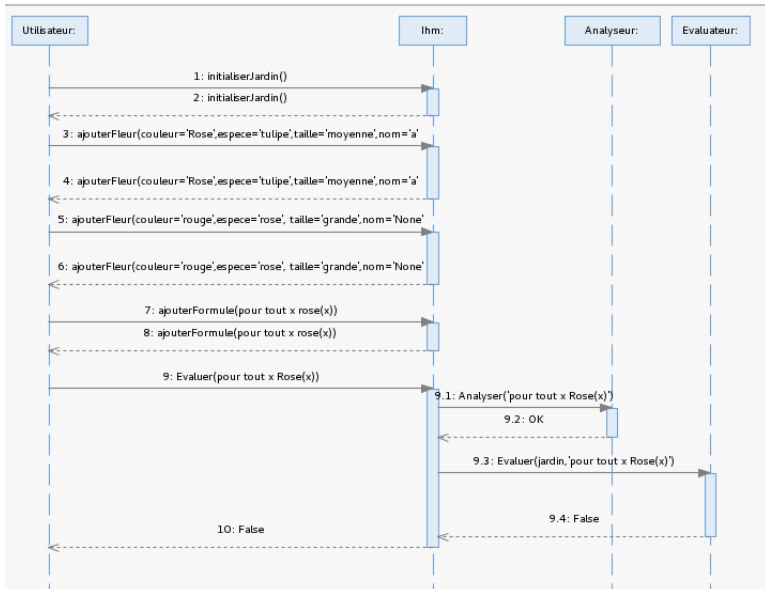 Utilisateur:
Ihm:
Analyseur:
Evaluateur:
1: initialiserJardin()
2: initialiserJardin()
3: ajouterFleur(couleur='Rose',espece='tulipe',taille='moyenne',nom='a'
4: ajouterFleur(couleur='Rose',espece='tulipe',taille='moyenne',nom='a'
5: ajouterFleur(couleur='rouge',espece='rose', taille='grande',nom='None'
6: ajouterFleur(couleur='rouge',espece='rose', taille='grande',nom='None'
7: ajouterFormule(pour tout x rose(x))
8: ajouterFormule(pour tout x rose(x))
9: Evaluer(pour tout x Rose(x))
9.1: Analyser('pour tout x Rose(x)')
9.2: OK
9.3: Evaluer(jardin,'pour tout x Rose(x)')
9.4: False
10: False